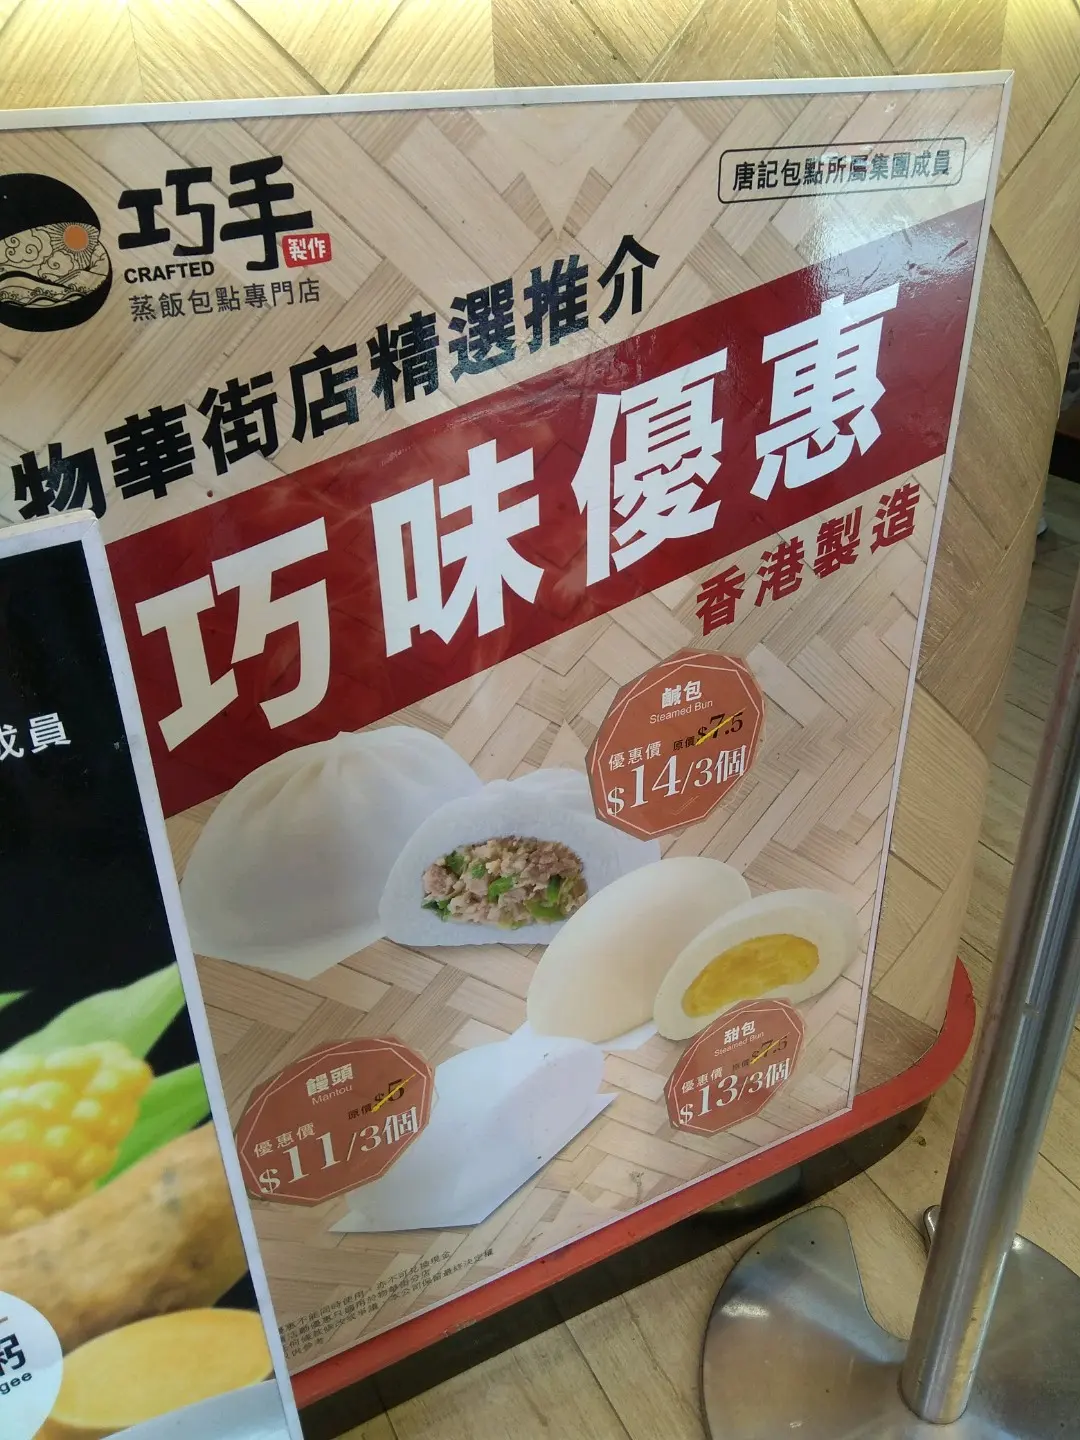 巧手
製作
CRAFTED
蒸飯包點專門店
唐記包點所屬集團成員
物華街店精選推介
巧味優惠
香港製造
鹹包
Steamed Bun
原價$7.5
優惠價
$14/3個
甜包
Steamed Bun
原價$7.5
優惠價
$13/3個
饅頭
Mantou
原價$5
優惠價
$11/3個
成員
gee